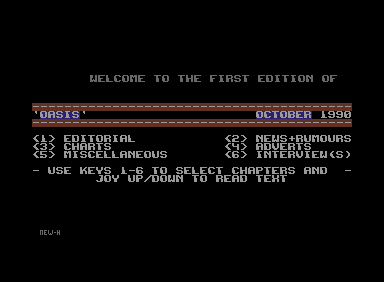 WELCOME TO THE FIRST EDITION OF
'OASIS' OCTOBER 1990
<1> EDITORIAL <2> NEWS+RUMOURS
<3> CHARTS <4> ADVERTS
<5> MISCELLANEOUS <6> INTERVIEW(S)
- USE KEYS 1-6 TO SELECT CHAPTERS AND -
JOY UP/DOWN TO READ TEXT